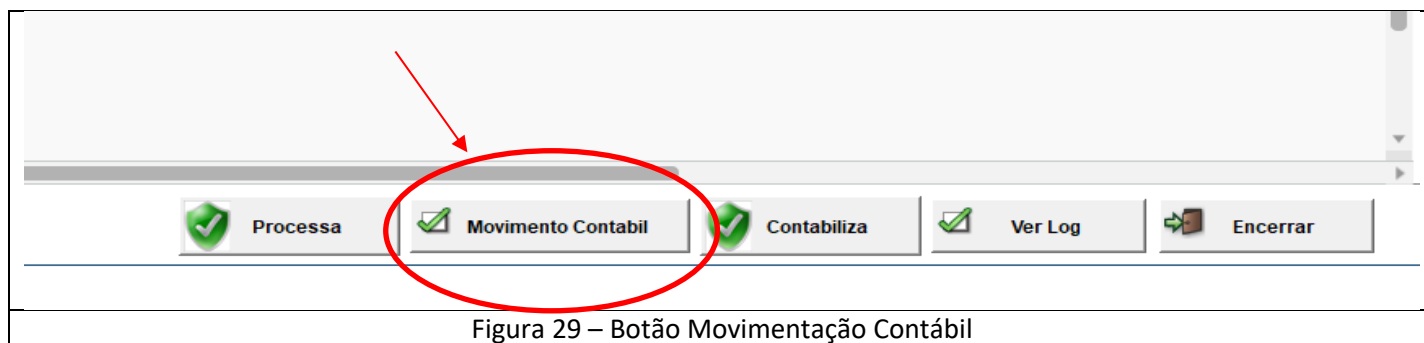 Processa Movimento Contabil Contabiliza Ver Log Encerrar
Figura 29 – Botão Movimentação Contábil